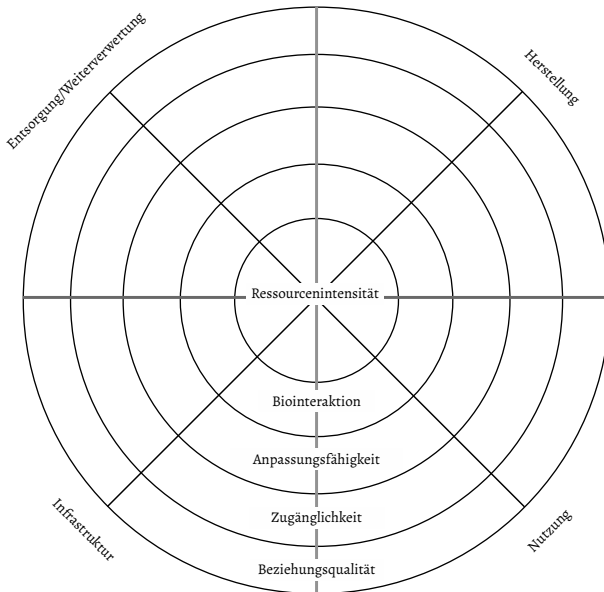 Entsorgung/Weiterverwertung
Herstellung
Ressourcenintensität
Biointeraktion
Anpassungsfähigkeit
Zugänglichkeit
Infrastruktur
Nutzung
Beziehungsqualität